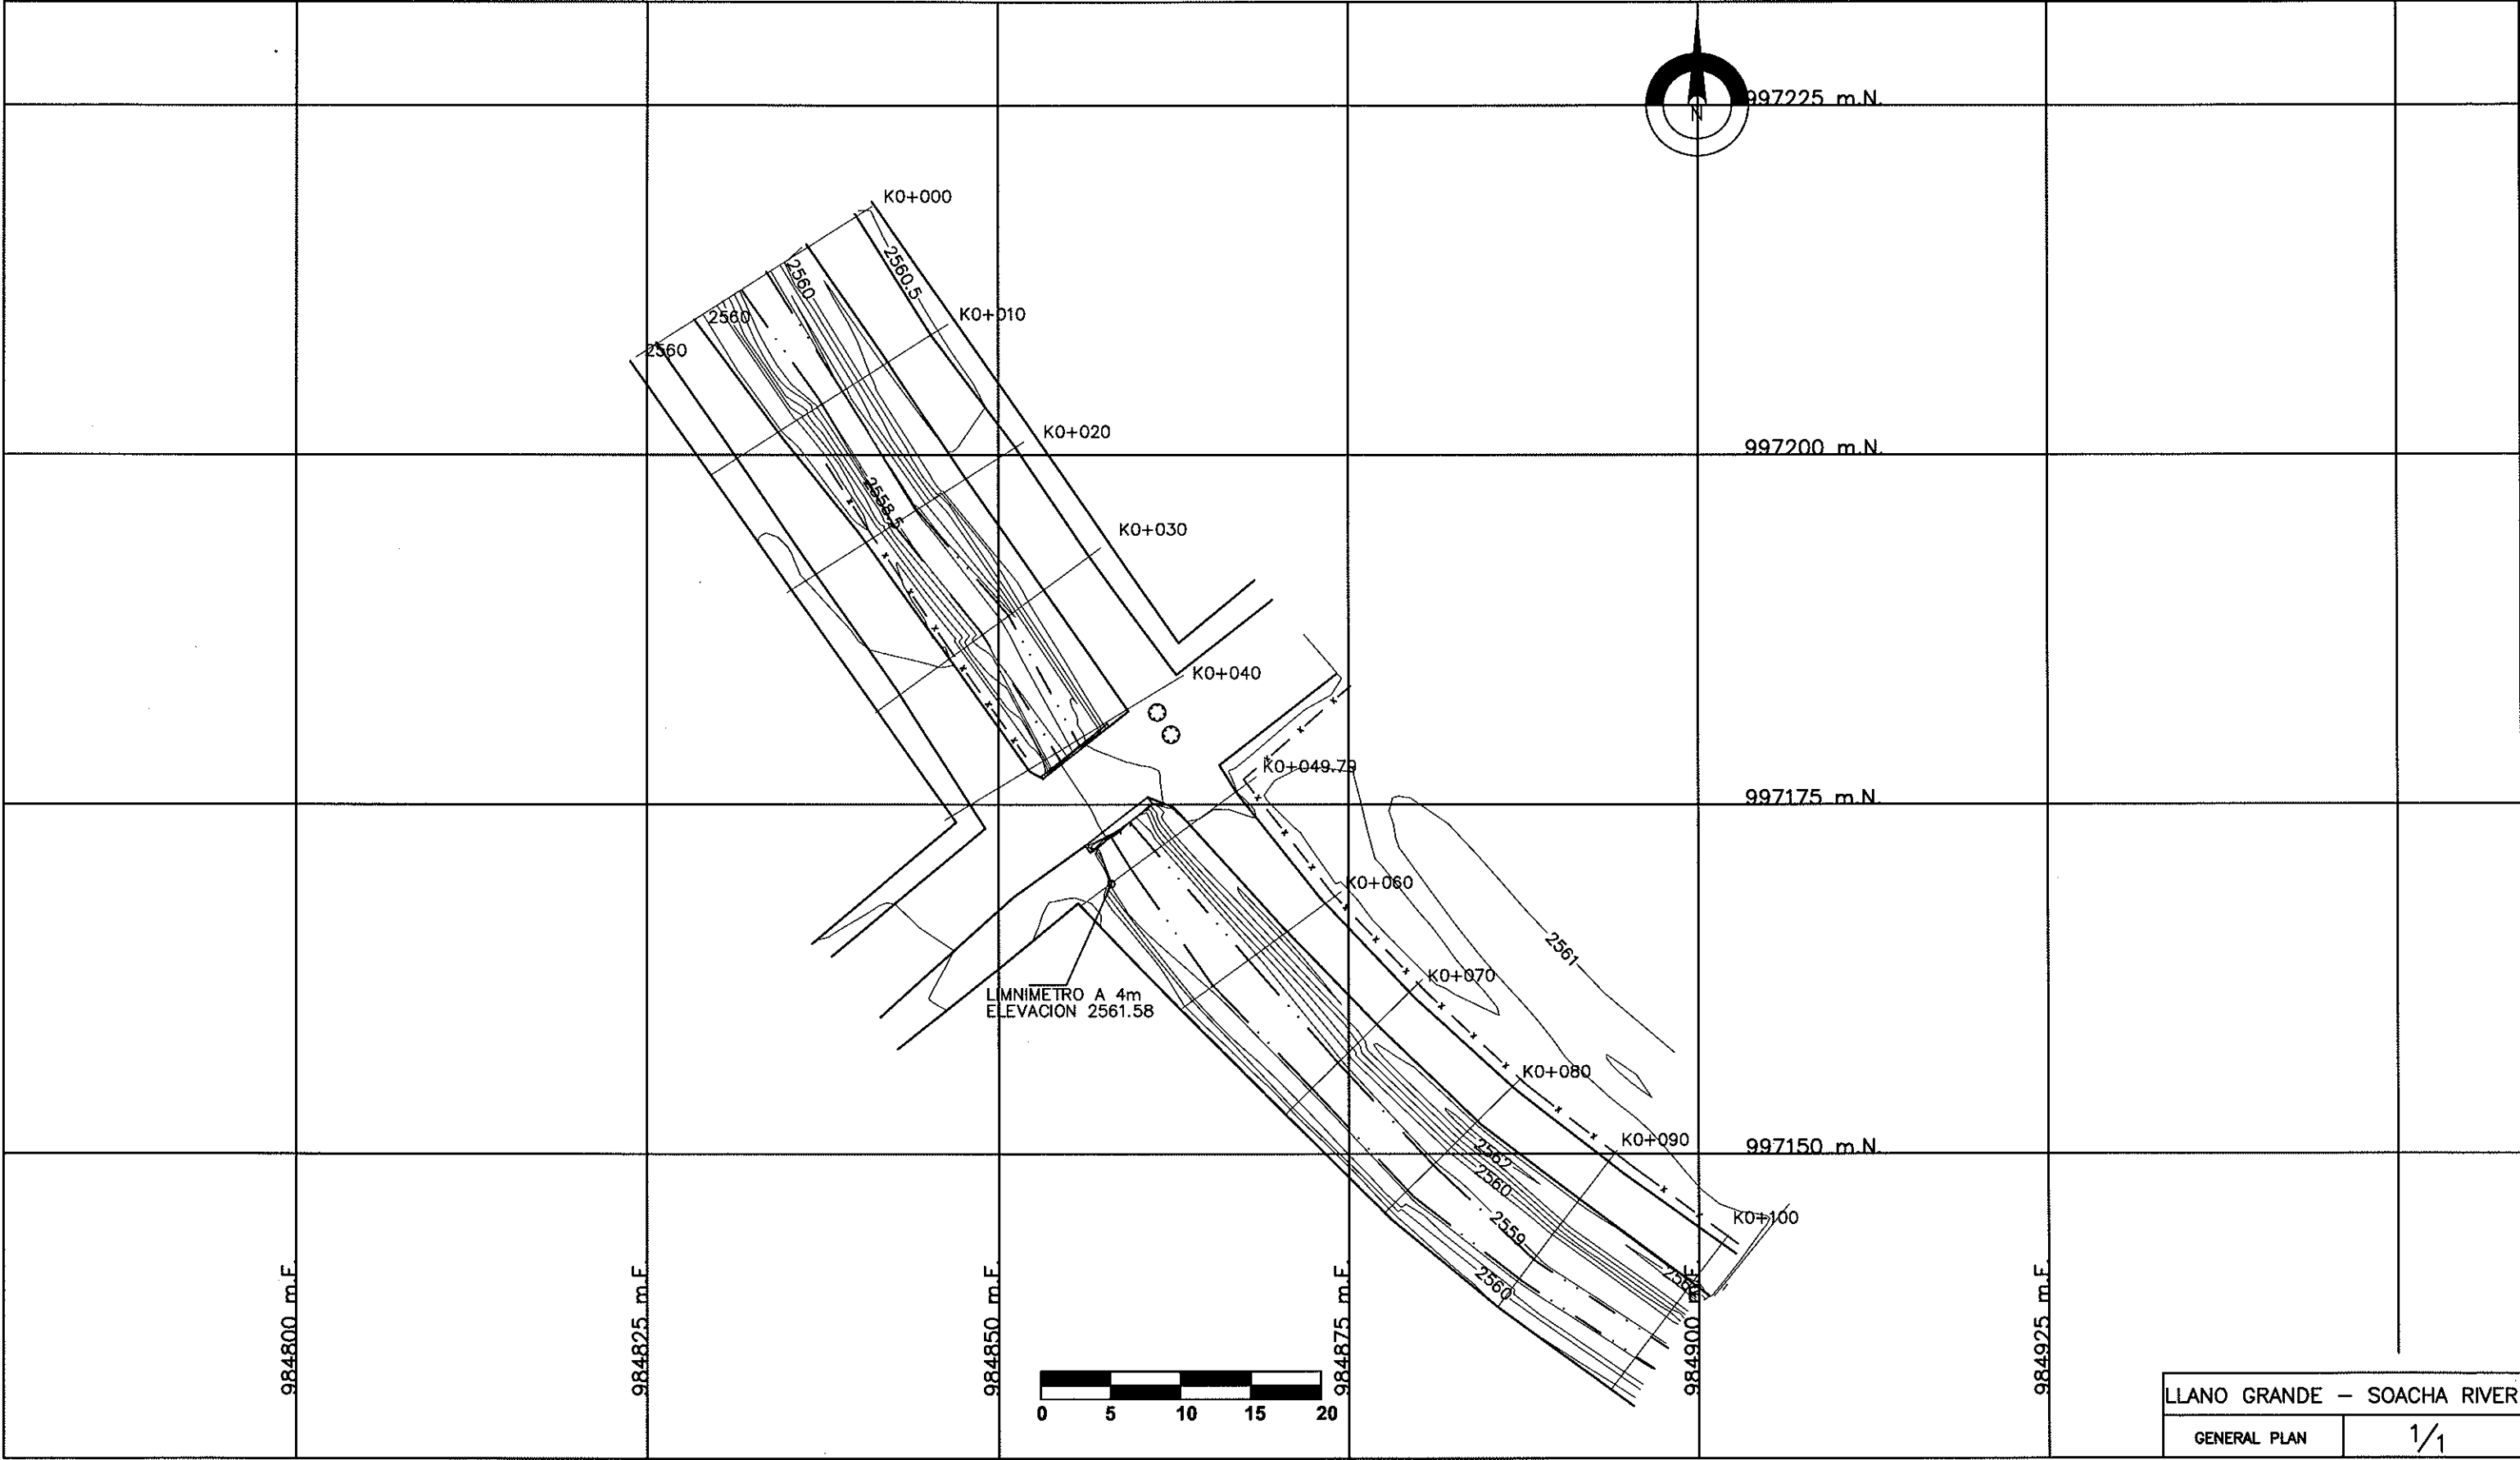 N
997225 m.N.
K0+000
2560.5
2560
K0+010
2560
2560
K0+020
997200 m.N.
2558.5
K0+030
K0+040
K0+049.79
997175 m.N.
K0+060
2561
K0+070
LIMNIMETRO A 4m
ELEVACION 2561.58
K0+080
K0+090
997150 m.N.
2562
2560
2559
K0+100
2560
984800 m.E.
984825 m.E.
984850 m.E.
984875 m.E.
984900 m.E.
984925 m.E.
0 5 10 15 20
LLANO GRANDE – SOACHA RIVER
GENERAL PLAN
1/1